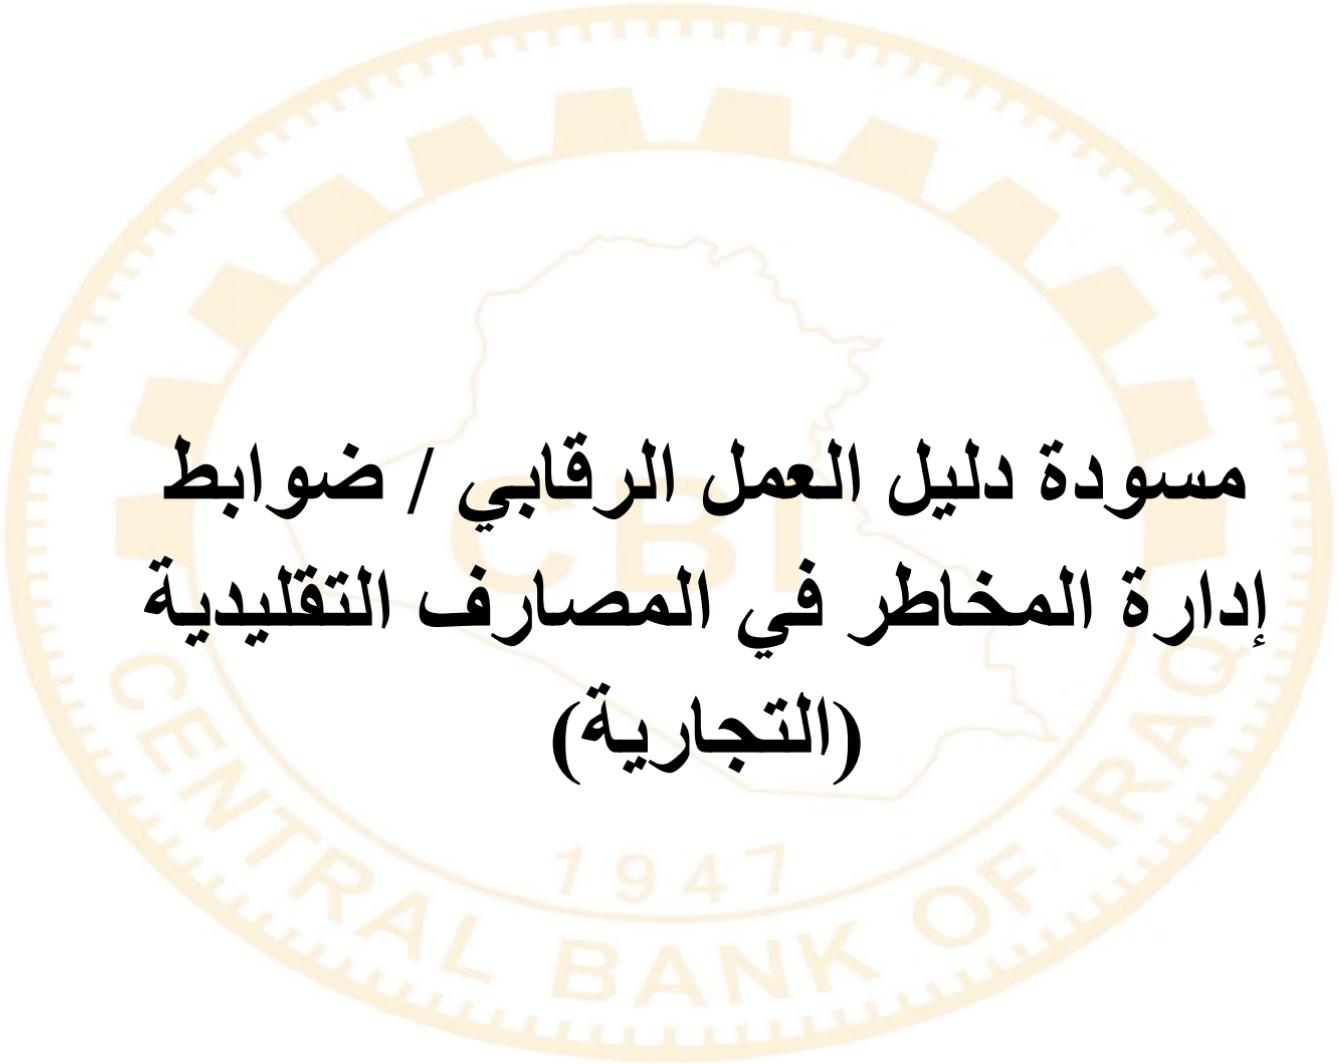 مسودة دليل العمل الرقابي / ضوابط
إدارة المخاطر في المصارف التقليدية
(التجارية)
CBI
1947
CENTRAL BANK OF IRAQ